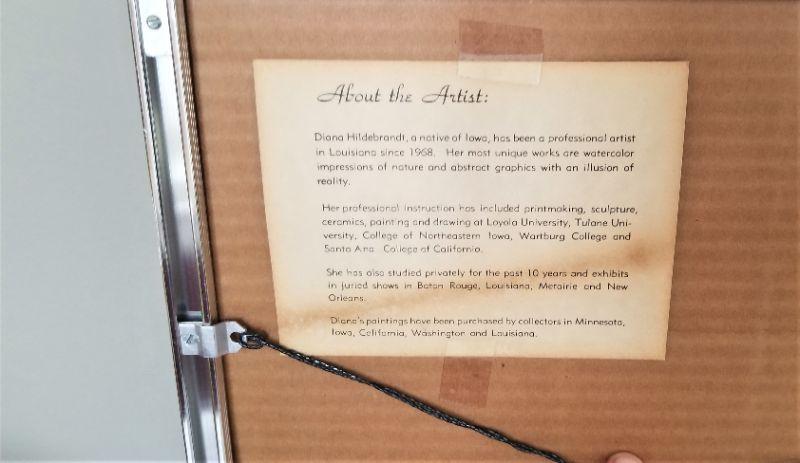 About the Artist:
Diana Hildebrandt, a native of Iowa, has been a professional artist
in Louisiana since 1968. Her most unique works are watercolor
impressions of nature and abstract graphics with an illusion of
reality.
Her professional instruction has included printmaking, sculpture,
ceramics, painting and drawing at Loyola University, Tulane Uni-
versity, College of Northeastern Iowa, Wartburg College and
Santa Ana College of California.
She has also studied privately for the past 10 years and exhibits
in juried shows in Baton Rouge, Louisiana, Metairie and New
Orleans.
Diana's paintings have been purchased by collectors in Minnesota,
Iowa, California, Washington and Louisiana.